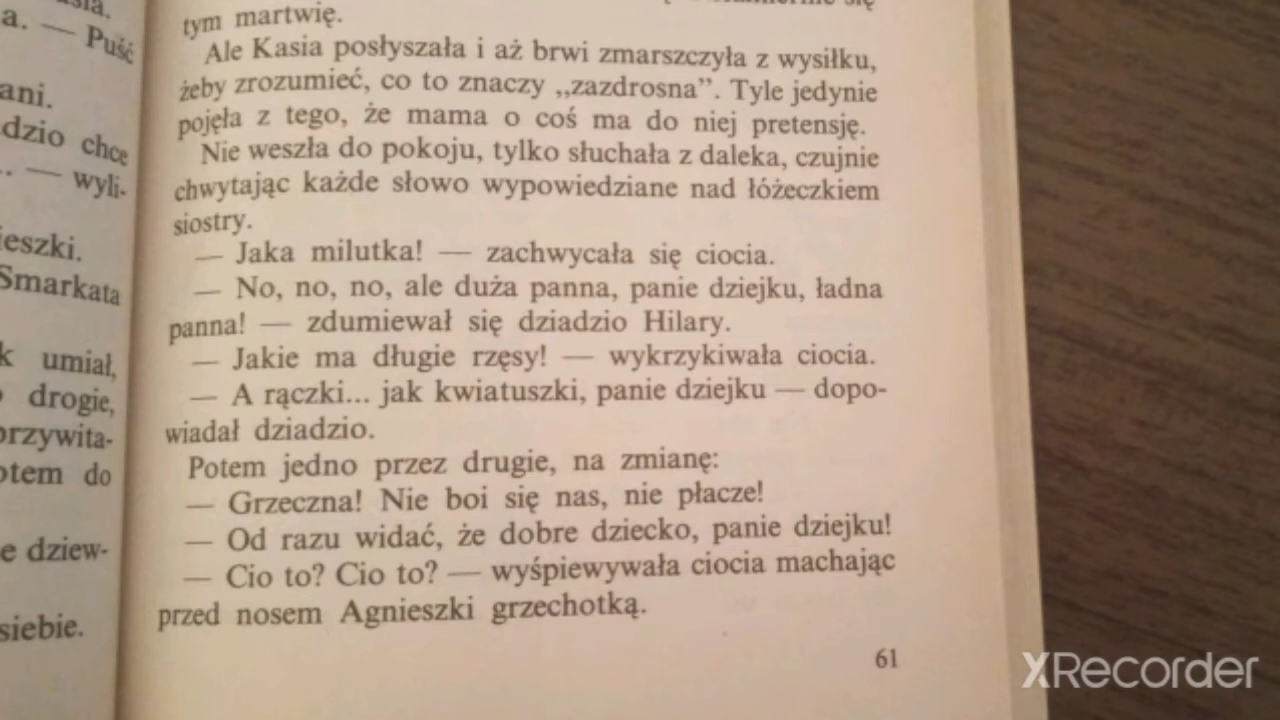 sia.
a. — Puść
ani.
dzio chce
.. — wyli-
ieszki.
Smarkata
k umiał,
drogie,
przywita-
otem do
e dziew-
siebie.
tym martwię.
Ale Kasia posłyszała i aż brwi zmarszczyła z wysiłku,
żeby zrozumieć, co to znaczy „zazdrosna”. Tyle jedynie
pojęła z tego, że mama o coś ma do niej pretensję.
Nie weszła do pokoju, tylko słuchała z daleka, czujnie
chwytając każde słowo wypowiedziane nad łóżeczkiem
siostry.
— Jaka milutka! — zachwycała się ciocia.
— No, no, no, ale duża panna, panie dziejku, ładna
panna! — zdumiewał się dziadzio Hilary.
— Jakie ma długie rzęsy! — wykrzykiwała ciocia.
— A rączki... jak kwiatuszki, panie dziejku — dopo-
wiadał dziadzio.
Potem jedno przez drugie, na zmianę:
— Grzeczna! Nie boi się nas, nie płacze!
— Od razu widać, że dobre dziecko, panie dziejku!
— Cio to? Cio to? — wyśpiewywała ciocia machając
przed nosem Agnieszki grzechotką.
61
XRecorder